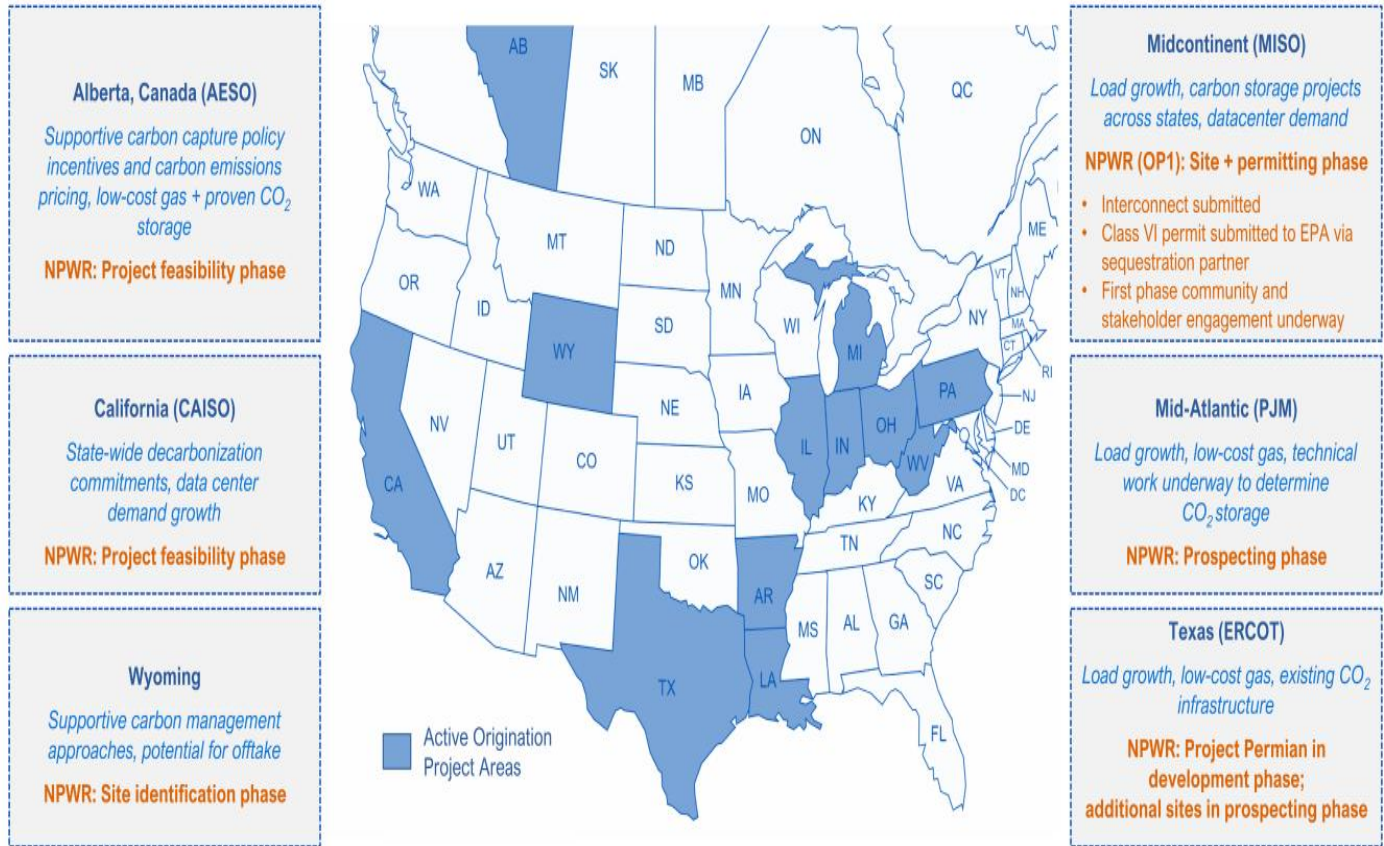 Alberta, Canada (AESO)
Supportive carbon capture policy
incentives and carbon emissions
pricing, low-cost gas + proven CO2
storage
NPWR: Project feasibility phase
California (CAISO)
State-wide decarbonization
commitments, data center
demand growth
NPWR: Project feasibility phase
Wyoming
Supportive carbon management
approaches, potential for offtake
NPWR: Site identification phase
AB
SK
MB
ON
QC
WA
MT
ND
MN
ME
OR
ID
SD
WI
VT
NH
NY
MA
CT
RI
WY
MI
IA
PA
NJ
NE
NV
UT
CO
IL
IN
OH
DE
MD
DC
WV
VA
CA
KS
MO
KY
NC
TN
AZ
NM
OK
AR
SC
MS
AL
GA
TX
LA
FL
Active Origination
Project Areas
Midcontinent (MISO)
Load growth, carbon storage projects
across states, datacenter demand
NPWR (OP1): Site + permitting phase
• Interconnect submitted
• Class VI permit submitted to EPA via
sequestration partner
• First phase community and
stakeholder engagement underway
Mid-Atlantic (PJM)
Load growth, low-cost gas, technical
work underway to determine
CO2 storage
NPWR: Prospecting phase
Texas (ERCOT)
Load growth, low-cost gas, existing CO2
infrastructure
NPWR: Project Permian in
development phase;
additional sites in prospecting phase